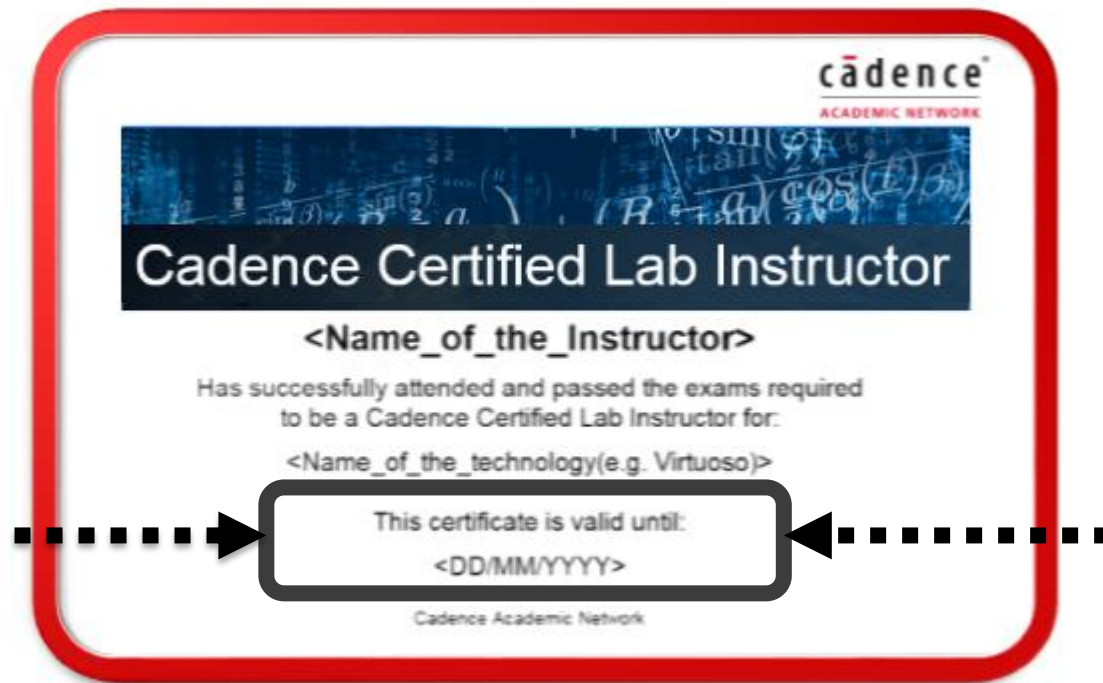 cādence
ACADEMIC NETWORK
Cadence Certified Lab Instructor
<Name_of_the_Instructor>
Has successfully attended and passed the exams required
to be a Cadence Certified Lab Instructor for:
<Name_of_the_technology(e.g. Virtuoso)>
This certificate is valid until:
<DD/MM/YYYY>
Cadence Academic Network